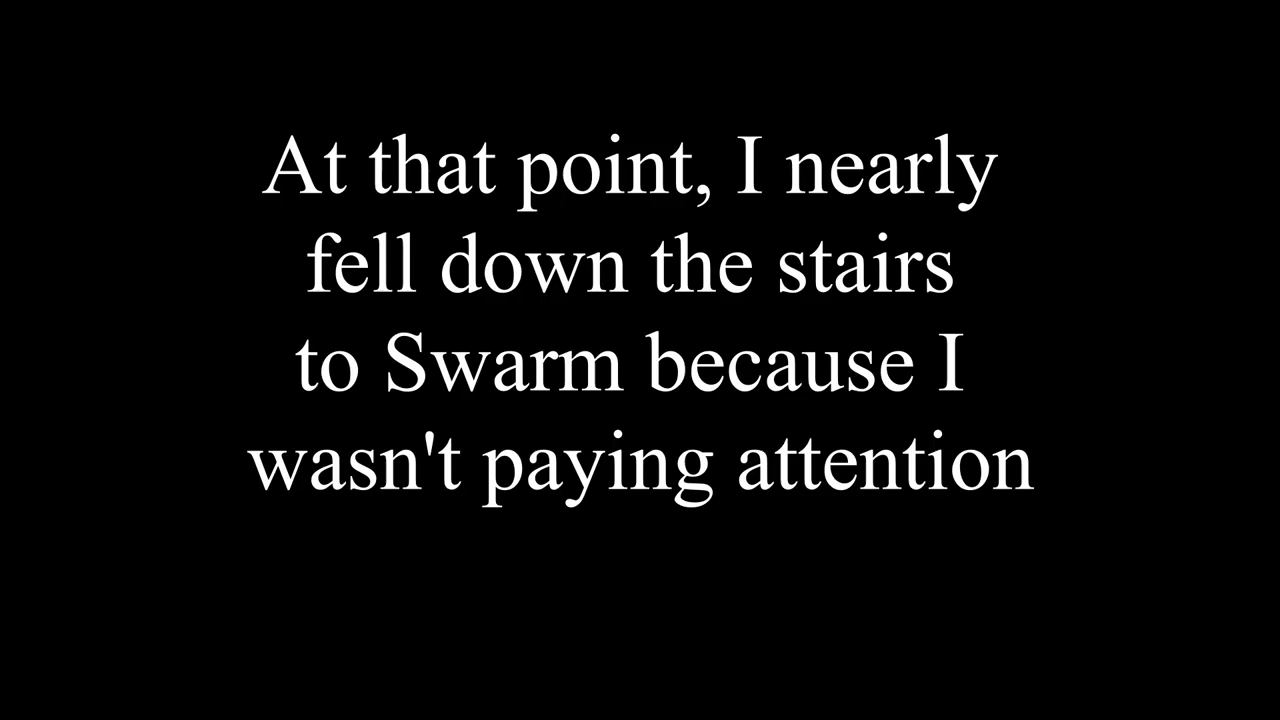 At that point, I nearly
fell down the stairs
to Swarm because I
wasn't paying attention